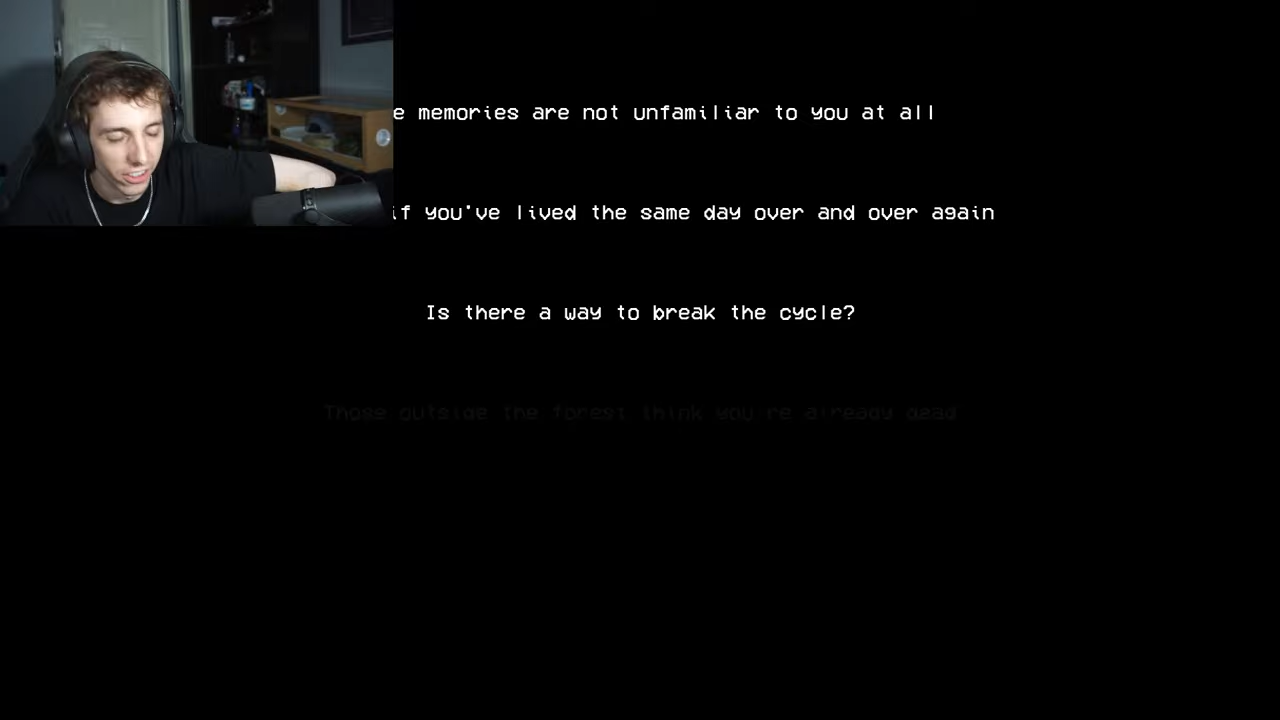 e memories are not unfamiliar to you at all
if you've lived the same day over and over again
Is there a way to break the cycle?
Those outside the forest think you're already dead